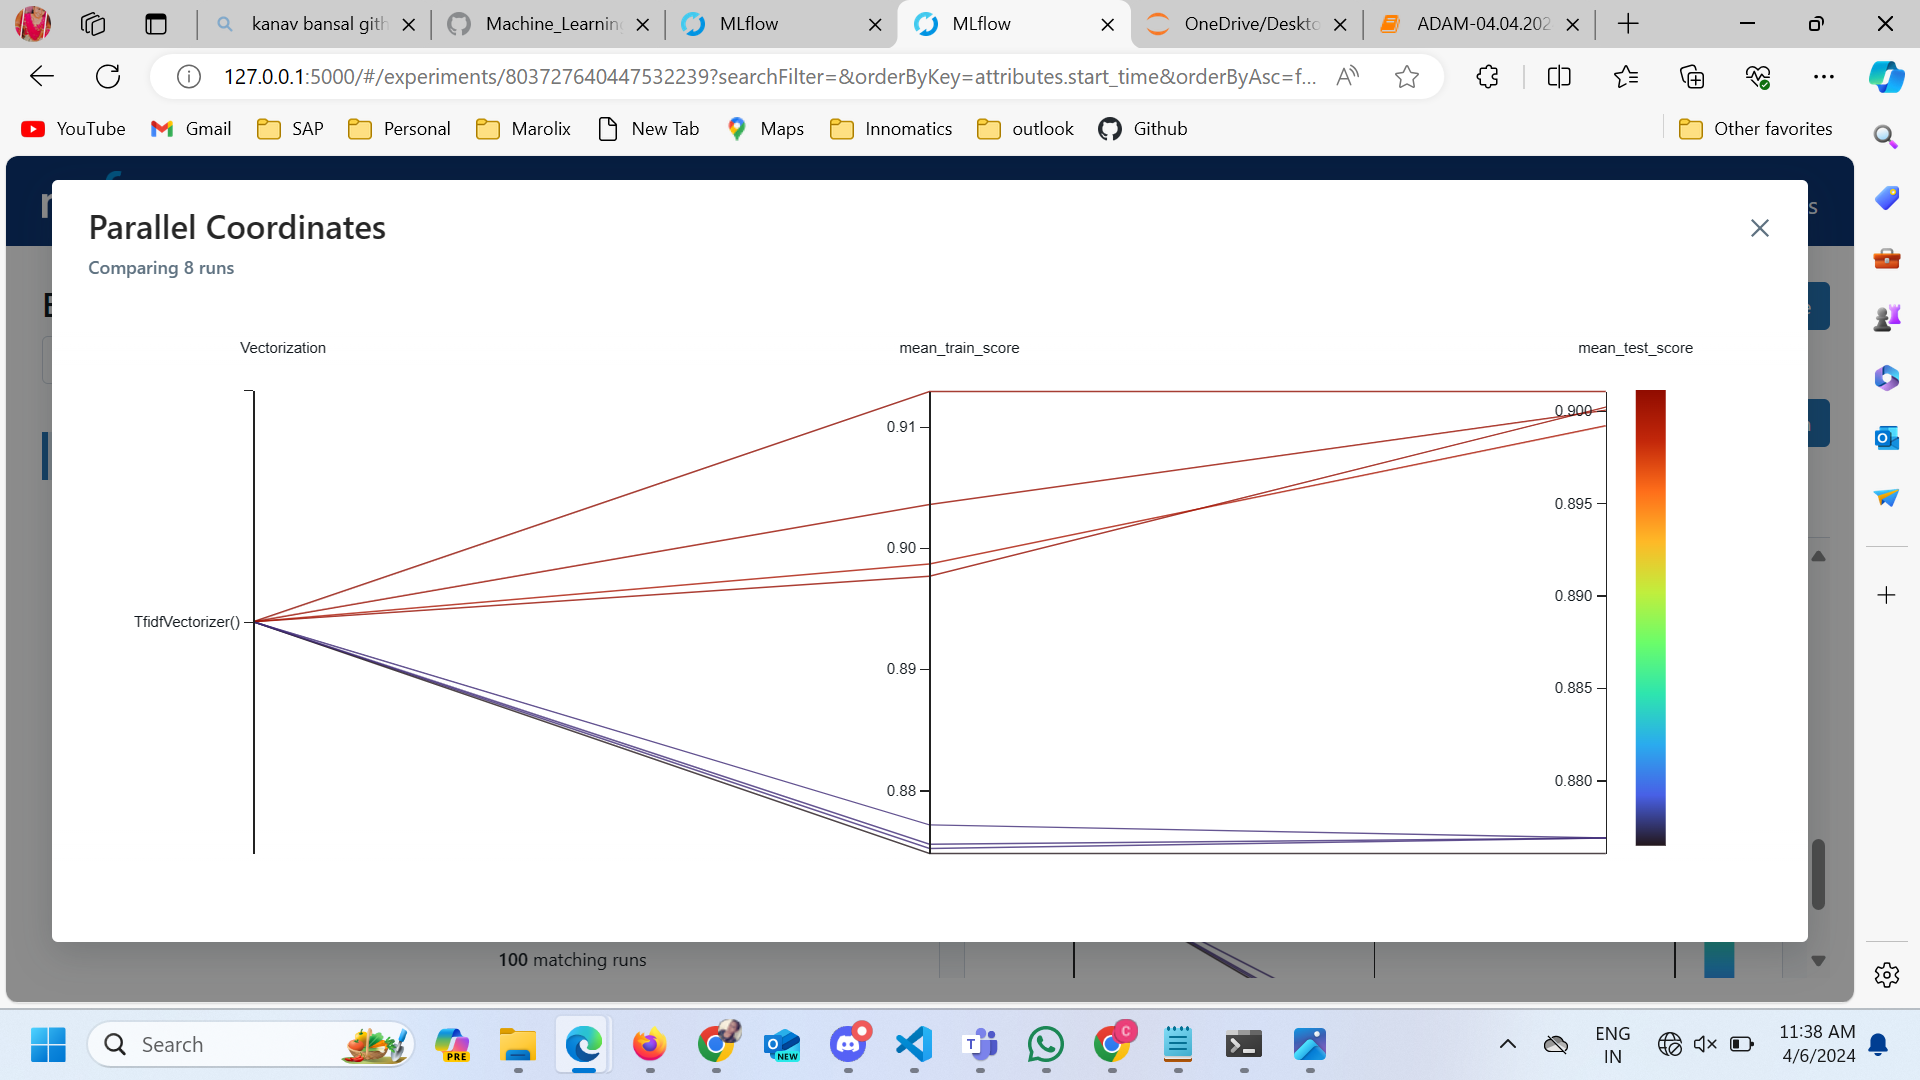 kanav bansal gith
Machine_Learning
MLflow
MLflow
OneDrive/Deskto
ADAM-04.04.202
127.0.0.1:5000/#/experiments/803727640447532239?searchFilter=&orderByKey=attributes.start_time&orderByAsc=f...
YouTube
Gmail
SAP
Personal
Marolix
New Tab
Maps
Innomatics
outlook
Github
Other favorites
Parallel Coordinates
Comparing 8 runs
Vectorization
mean_train_score
mean_test_score
0.91
0.900
0.895
0.90
0.890
TfidfVectorizer()
0.89
0.885
0.88
0.880
100 matching runs
Search
PRE
NEW
C
ENG
IN
11:38 AM
4/6/2024